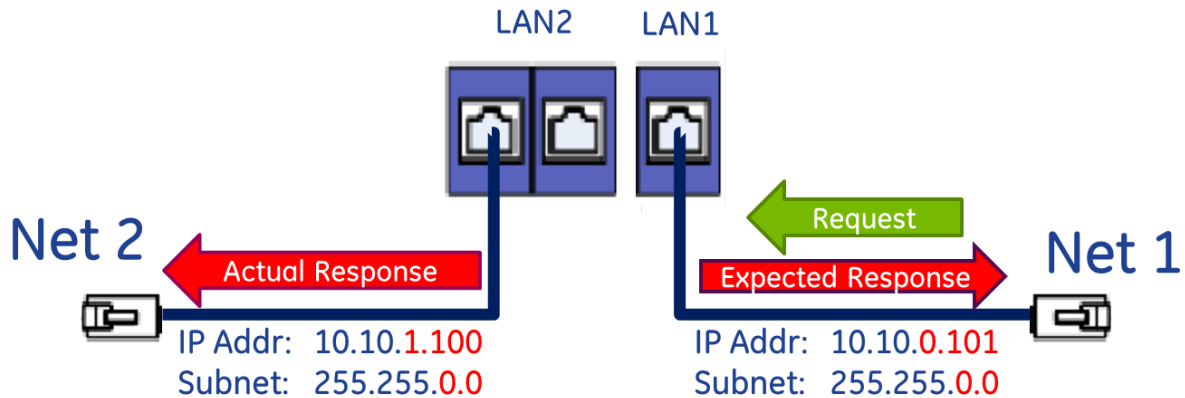 LAN2
LAN1
Request
Net 2
Net 1
Actual Response
Expected Response
IP Addr: 10.10.1.100
Subnet: 255.255.0.0
IP Addr: 10.10.0.101
Subnet: 255.255.0.0